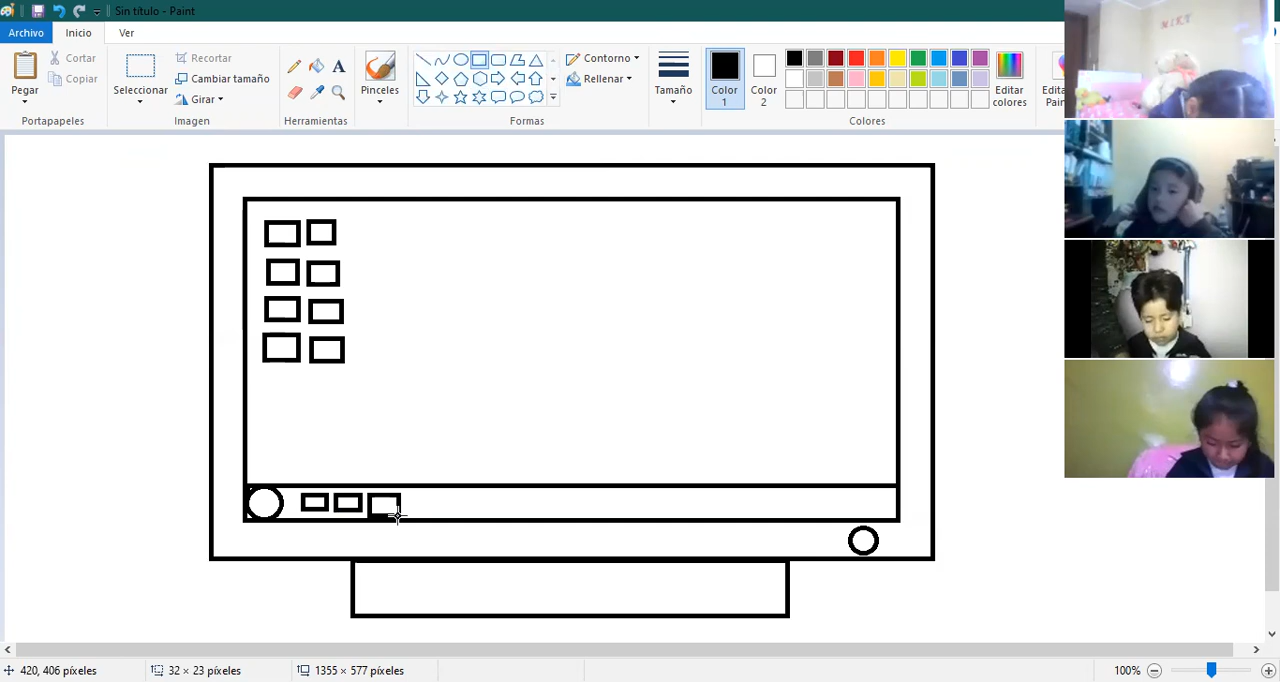 Sin título - Paint
Archivo Inicio Ver
Pegar
Cortar
Copiar
Portapapeles
Seleccionar
Recortar
Cambiar tamaño
Girar
Imagen
A
Herramientas
Pinceles
Contorno
Rellenar
Formas
Tamaño
Color 1
Color 2
Editar colores
Colores
420, 406 píxeles 32 × 23 píxeles 1355 × 577 píxeles 100%